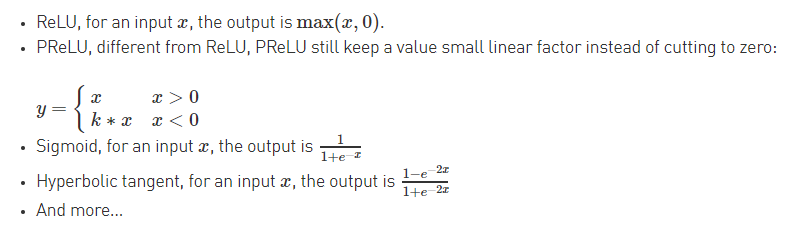 • ReLU, for an input $x$, the output is $\max(x, 0)$.
• PReLU, different from ReLU, PReLU still keep a value small linear factor instead of cutting to zero:
$y = \begin{cases} x & x > 0 \\ k * x & x < 0 \end{cases}$
• Sigmoid, for an input $x$, the output is $\frac{1}{1+e^{-x}}$
• Hyperbolic tangent, for an input $x$, the output is $\frac{1-e^{-2x}}{1+e^{-2x}}$
• And more...